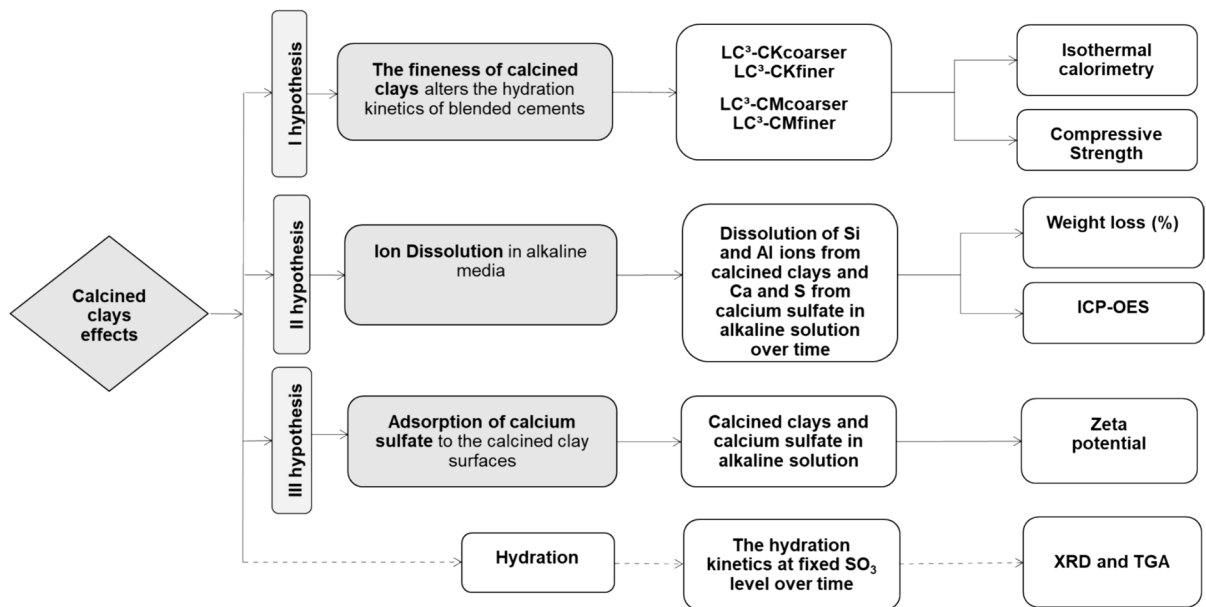 Calcined
clays
effects
I hypothesis
The fineness of calcined
clays alters the hydration
kinetics of blended cements
LC³-CKcoarser
LC³-CKfiner
LC³-CMcoarser
LC³-CMfiner
Isothermal
calorimetry
Compressive
Strength
II hypothesis
Ion Dissolution in alkaline
media
Dissolution of Si
and Al ions from
calcined clays and
Ca and S from
calcium sulfate in
alkaline solution
over time
Weight loss (%)
ICP-OES
III hypothesis
Adsorption of calcium
sulfate to the calcined clay
surfaces
Calcined clays and
calcium sulfate in
alkaline solution
Zeta
potential
Hydration
The hydration
kinetics at fixed SO₃
level over time
XRD and TGA